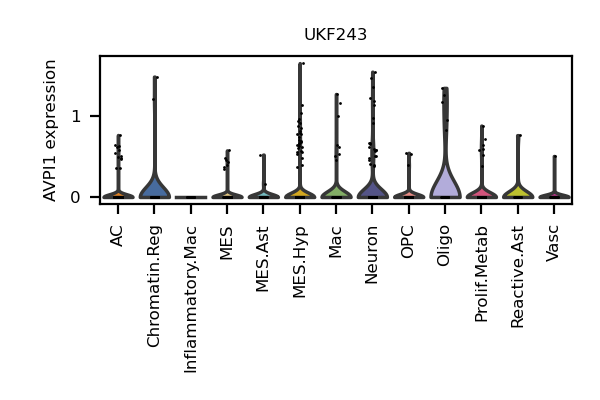 UKF243
AVPI1 expression
1
0
AC
Chromatin.Reg
Inflammatory.Mac
MES
MES.Ast
MES.Hyp
Mac
Neuron
OPC
Oligo
Prolif.Metab
Reactive.Ast
Vasc